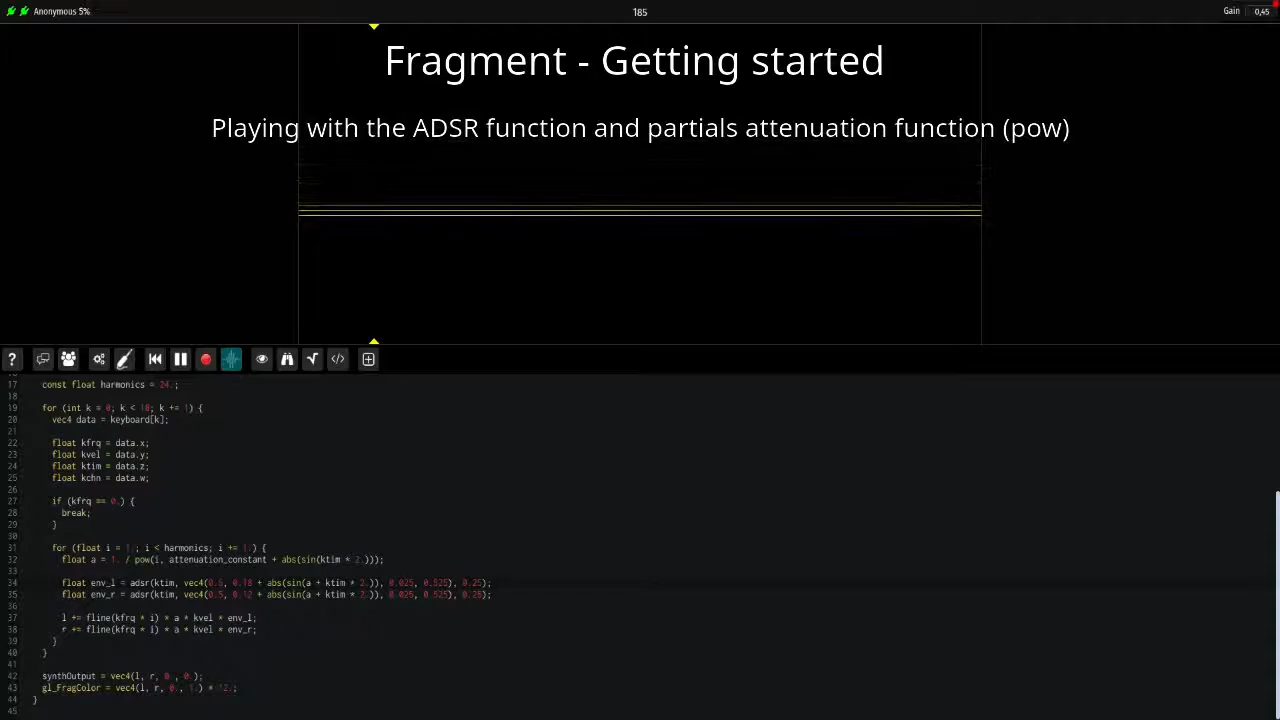 Anonymous 5%
185
Gain 0,45
Fragment - Getting started
Playing with the ADSR function and partials attenuation function (pow)
17 const float harmonics = 24.;
18
19 for (int k = 0; k < 10; k += 1) {
20 vec4 data = keyboard[k];
21
22 float kfrq = data.x;
23 float kvel = data.y;
24 float ktim = data.z;
25 float kchn = data.w;
26
27 if (kfrq == 0.) {
28 break;
29 }
30
31 for (float i = 1.; i < harmonics; i += 1.) {
32 float a = 1. / pow(i, attenuation_constant + abs(sin(ktim * 2.)));
33
34 float env_l = adsr(ktim, vec4(0.5, 0.18 + abs(sin(a + ktim * 2.)), 0.025, 0.525), 0.25);
35 float env_r = adsr(ktim, vec4(0.5, 0.12 + abs(sin(a + ktim * 2.)), 0.025, 0.525), 0.25);
36
37 l += fline(kfrq * i) * a * kvel * env_l;
38 r += fline(kfrq * i) * a * kvel * env_r;
39 }
40 }
41
42 synthOutput = vec4(l, r, 0., 0.);
43 gl_FragColor = vec4(l, r, 0., 1.) * 12.;
44 }
45